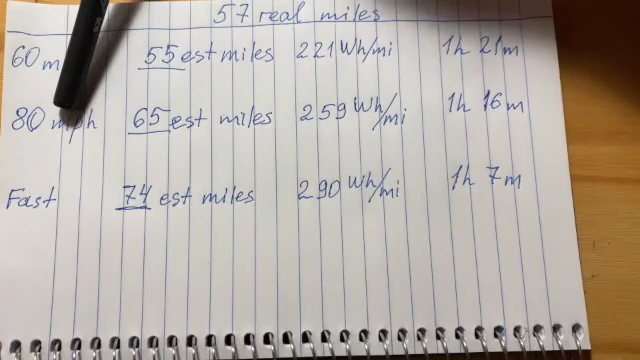 57 real miles
60m 55 est miles 221 Wh/mi 1h 21m
80 mph 65 est miles 259 Wh/mi 1h 16m
Fast 74 est miles 290 Wh/mi 1h 7m